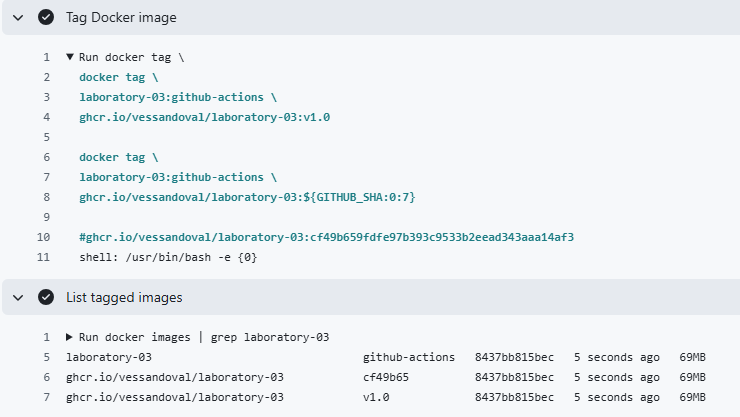 Tag Docker image
1 ▼ Run docker tag \
2 docker tag \
3 laboratory-03:github-actions \
4 ghcr.io/vessandoval/laboratory-03:v1.0
5
6 docker tag \
7 laboratory-03:github-actions \
8 ghcr.io/vessandoval/laboratory-03:${GITHUB_SHA:0:7}
9
10 #ghcr.io/vessandoval/laboratory-03:cf49b659fdfe97b393c9533b2eead343aaa14af3
11 shell: /usr/bin/bash -e {0}
List tagged images
1 ▶ Run docker images | grep laboratory-03
5 laboratory-03 github-actions 8437bb815bec 5 seconds ago 69MB
6 ghcr.io/vessandoval/laboratory-03 cf49b65 8437bb815bec 5 seconds ago 69MB
7 ghcr.io/vessandoval/laboratory-03 v1.0 8437bb815bec 5 seconds ago 69MB